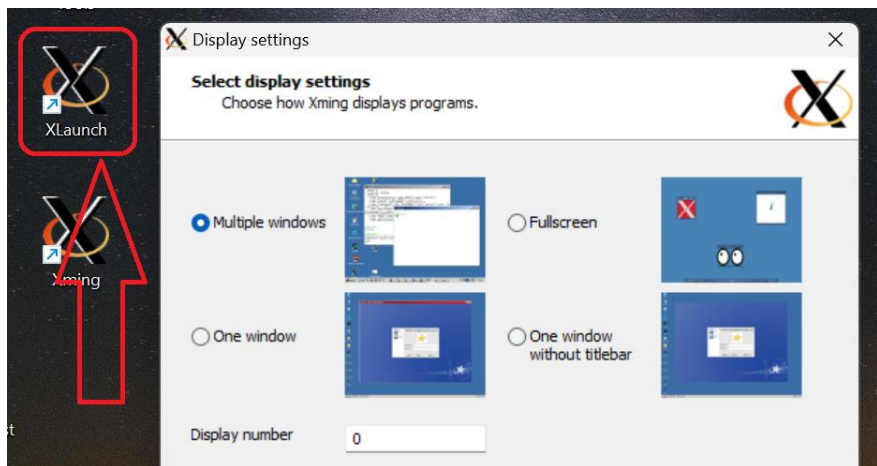 XLaunch
Xming
Display settings
Select display settings
Choose how Xming displays programs.
Multiple windows
Fullscreen
One window
One window
without titlebar
Display number
0